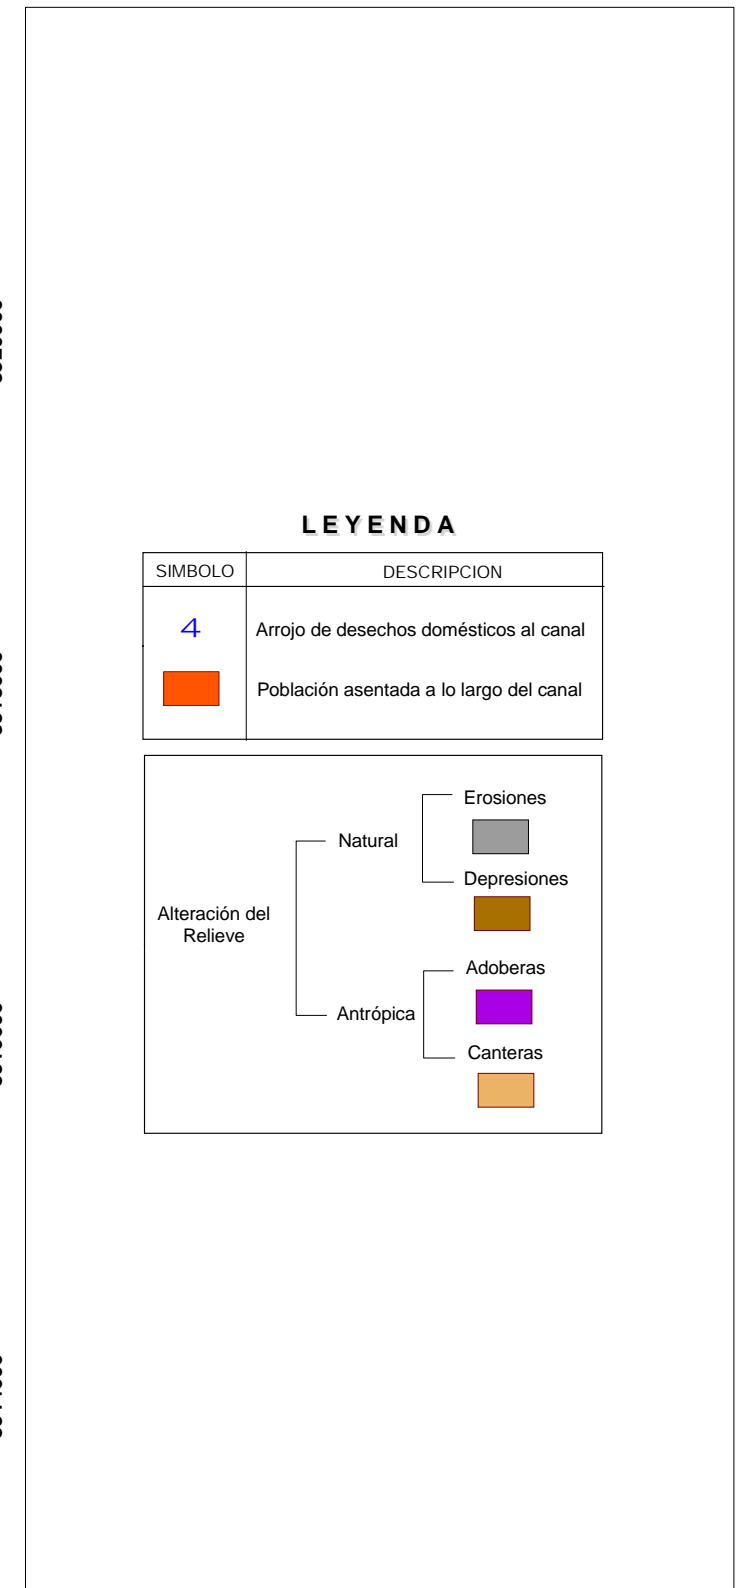 LEYENDA
SIMBOLO
DESCRIPCION
4
Arrojo de desechos domésticos al canal
Población asentada a lo largo del canal
Erosiones
Natural
Depresiones
Alteración del
Relieve
Adoberas
Antrópica
Canteras